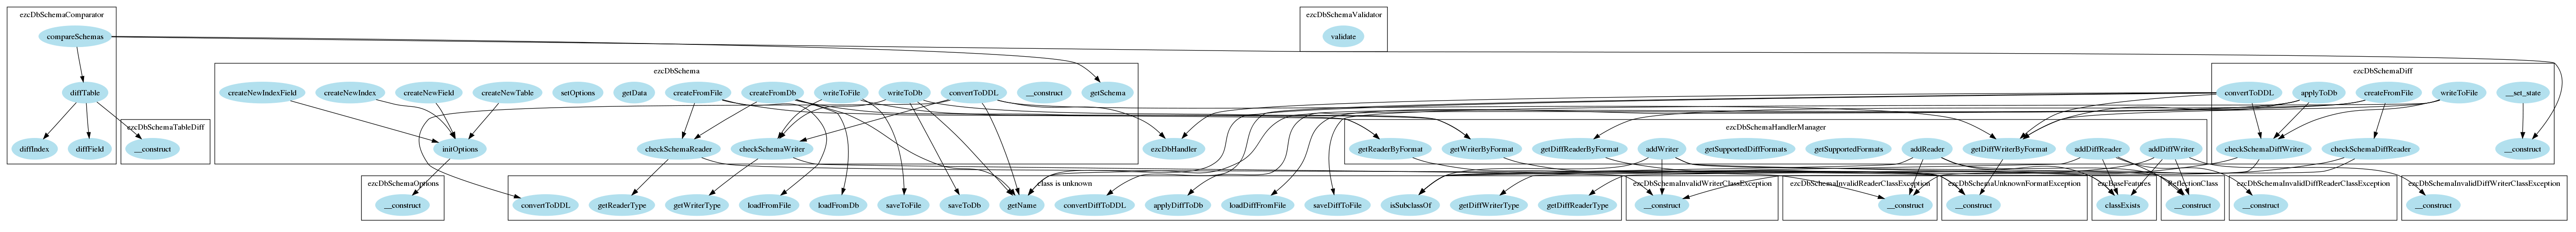 ezcDbSchemaComparator
ezcDbSchemaValidator
compareSchemas
validate
ezcDbSchema
ezcDbSchemaDiff
diffTable
createNewIndexField
createNewIndex
createNewField
createNewTable
setOptions
getData
createFromFile
createFromDb
writeToFile
writeToDb
convertToDDL
__construct
getSchema
convertToDDL
applyToDb
createFromFile
writeToFile
__set_state
ezcDbSchemaTableDiff
ezcDbSchemaHandlerManager
diffIndex
diffField
__construct
initOptions
checkSchemaReader
checkSchemaWriter
ezcDbHandler
getReaderByFormat
getWriterByFormat
getDiffReaderByFormat
addWriter
getSupportedDiffFormats
getSupportedFormats
addReader
getDiffWriterByFormat
addDiffReader
addDiffWriter
checkSchemaDiffWriter
checkSchemaDiffReader
__construct
ezcDbSchemaOptions
class is unknown
ezcDbSchemaInvalidWriterClassException
ezcDbSchemaInvalidReaderClassException
ezcDbSchemaUnknownFormatException
ezcBaseFeatures
ReflectionClass
ezcDbSchemaInvalidDiffReaderClassException
ezcDbSchemaInvalidDiffWriterClassException
__construct
convertToDDL
getReaderType
getWriterType
loadFromFile
loadFromDb
saveToFile
saveToDb
getName
convertDiffToDDL
applyDiffToDb
loadDiffFromFile
saveDiffToFile
isSubclassOf
getDiffWriterType
getDiffReaderType
__construct
__construct
__construct
classExists
__construct
__construct
__construct